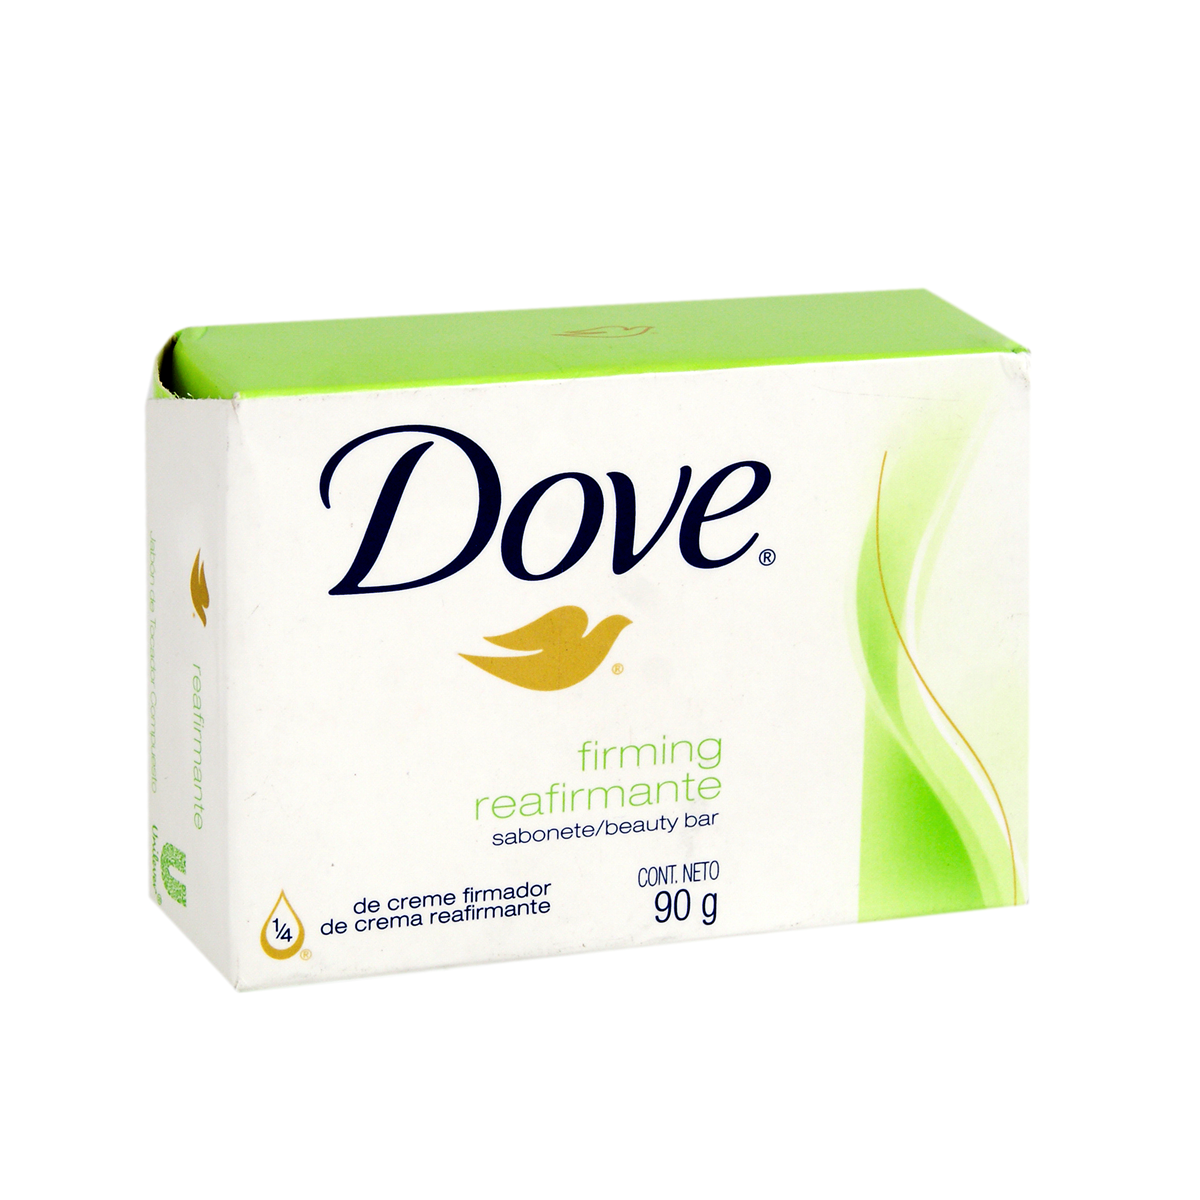 Dove®
®
firming
reafirmante
sabonete/beauty bar
CONT. NETO
90 g
1/4
®
de creme firmador
de crema reafirmante
reafirmante
Jabón de Tocador Compuesto
Unilever®